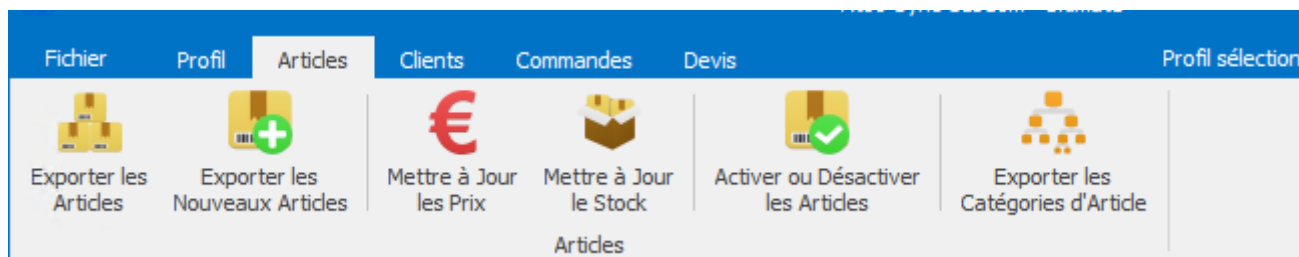 Fichier Profil Articles Clients Commandes Devis Profil sélection
Exporter les Exporter les Mettre à Jour Mettre à Jour Activer ou Désactiver Exporter les
Articles Nouveaux Articles les Prix le Stock les Articles Catégories d'Article
Articles